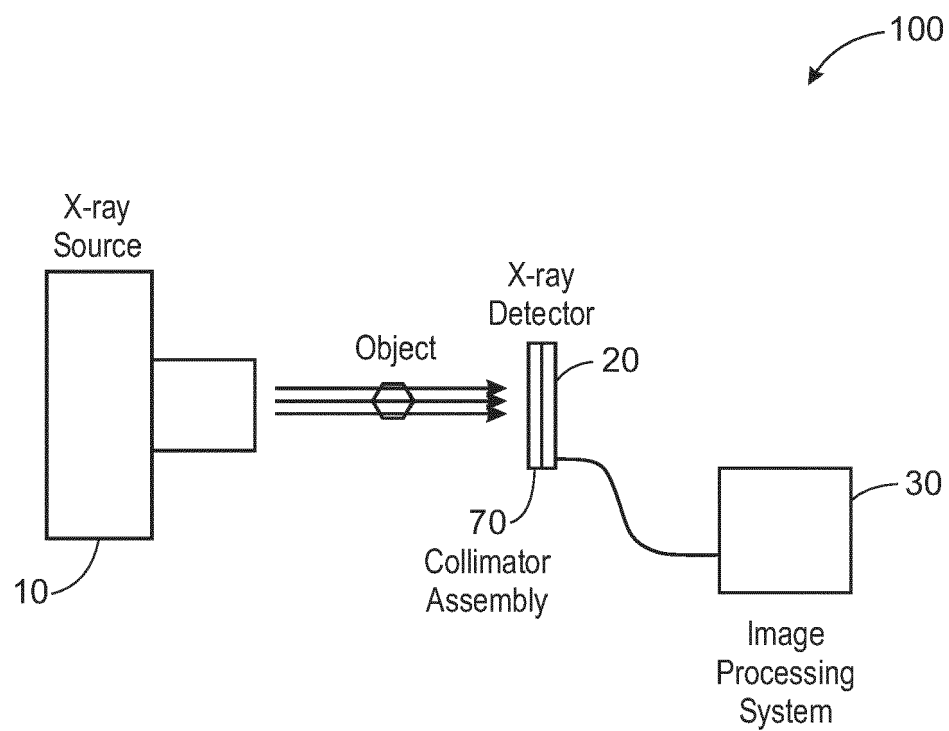 100
X-ray
Source
X-ray
Detector
Object
20
30
70
Collimator
Assembly
10
Image
Processing
System